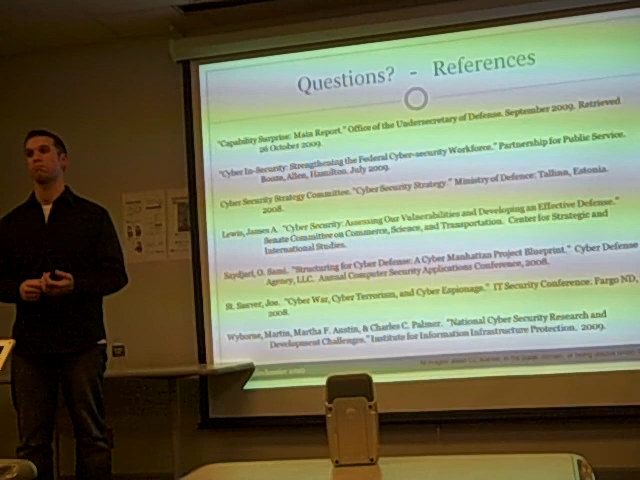 Questions? - References
"Capability Surprise: Main Report." Office of the Undersecretary of Defense. September 2009. Retrieved
26 October 2009.
"Cyber In-Security: Strengthening the Federal Cyber-security Workforce." Partnership for Public Service.
Booze, Allen, Hamilton. July 2009.
Cyber Security Strategy Committee. "Cyber Security Strategy." Ministry of Defence: Tallinn, Estonia.
2008.
Lewis, James A. "Cyber Security: Assessing Our Vulnerabilities and Developing an Effective Defense."
Senate Committee on Commerce, Science, and Transportation. Center for Strategic and
International Studies.
Saydjari, O. Sami. "Structuring for Cyber Defense: A Cyber Manhattan Project Blueprint." Cyber Defense
Agency, LLC. Annual Computer Security Applications Conference, 2008.
St. Sauver, Joe. "Cyber War, Cyber Terrorism, and Cyber Espionage." IT Security Conference. Fargo ND,
2008.
Wybourne, Martin, Martha F. Austin, & Charles C. Palmer. "National Cyber Security Research and
Development Challenges." Institute for Information Infrastructure Protection. 2009.